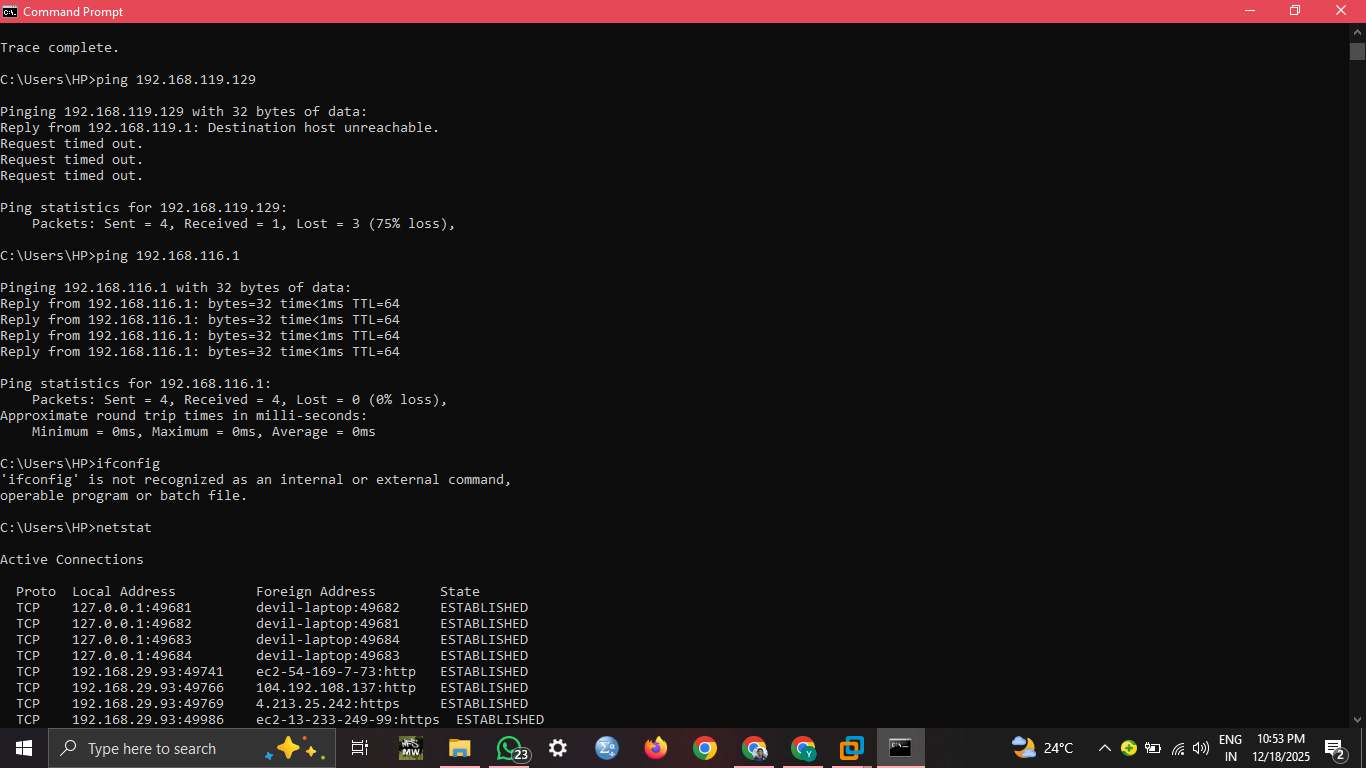 Command Prompt
Trace complete.
C:\Users\HP>ping 192.168.119.129
Pinging 192.168.119.129 with 32 bytes of data:
Reply from 192.168.119.1: Destination host unreachable.
Request timed out.
Request timed out.
Request timed out.
Ping statistics for 192.168.119.129:
    Packets: Sent = 4, Received = 1, Lost = 3 (75% loss),
C:\Users\HP>ping 192.168.116.1
Pinging 192.168.116.1 with 32 bytes of data:
Reply from 192.168.116.1: bytes=32 time<1ms TTL=64
Reply from 192.168.116.1: bytes=32 time<1ms TTL=64
Reply from 192.168.116.1: bytes=32 time<1ms TTL=64
Reply from 192.168.116.1: bytes=32 time<1ms TTL=64
Ping statistics for 192.168.116.1:
    Packets: Sent = 4, Received = 4, Lost = 0 (0% loss),
Approximate round trip times in milli-seconds:
    Minimum = 0ms, Maximum = 0ms, Average = 0ms
C:\Users\HP>ifconfig
'ifconfig' is not recognized as an internal or external command,
operable program or batch file.
C:\Users\HP>netstat
Active Connections
  Proto  Local Address          Foreign Address        State
  TCP    127.0.0.1:49681        devil-laptop:49682     ESTABLISHED
  TCP    127.0.0.1:49682        devil-laptop:49681     ESTABLISHED
  TCP    127.0.0.1:49683        devil-laptop:49684     ESTABLISHED
  TCP    127.0.0.1:49684        devil-laptop:49683     ESTABLISHED
  TCP    192.168.29.93:49741    ec2-54-169-7-73:http   ESTABLISHED
  TCP    192.168.29.93:49766    104.192.108.137:http   ESTABLISHED
  TCP    192.168.29.93:49769    4.213.25.242:https     ESTABLISHED
  TCP    192.168.29.93:49986    ec2-13-233-249-99:https  ESTABLISHED
Type here to search
MW
23
Y
24°C
ENG
IN
10:53 PM
12/18/2025
2